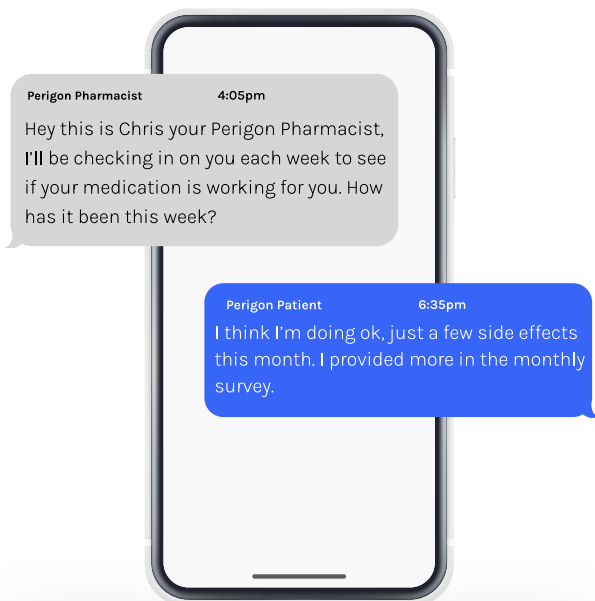 Perigon Pharmacist 4:05pm
Hey this is Chris your Perigon Pharmacist,
I'll be checking in on you each week to see
if your medication is working for you. How
has it been this week?
Perigon Patient 6:35pm
I think I'm doing ok, just a few side effects
this month. I provided more in the monthly
survey.